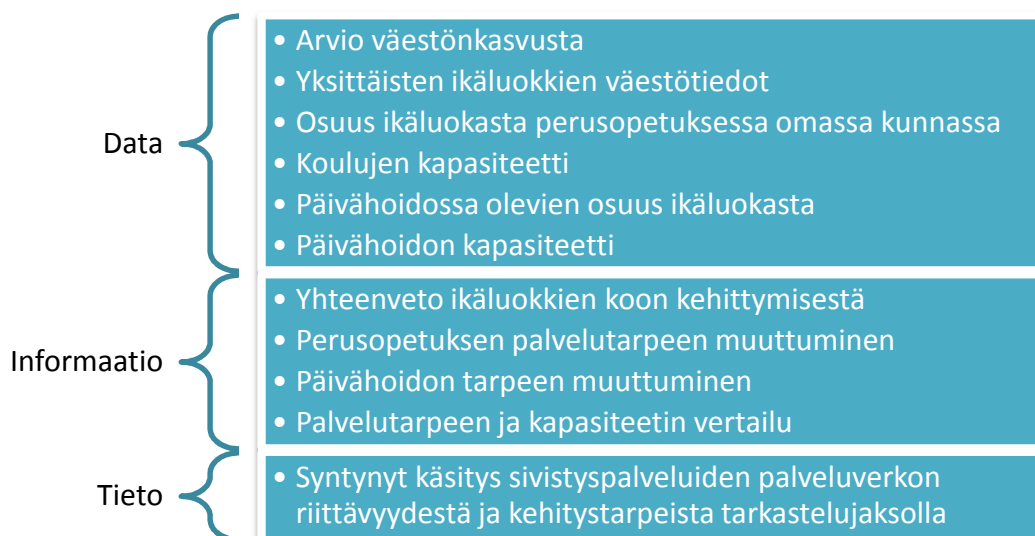 Data
• Arvio väestönkasvusta
• Yksittäisten ikäluokkien väestötiedot
• Osuus ikäluokasta perusopetuksessa omassa kunnassa
• Koulujen kapasiteetti
• Päivähoidossa olevien osuus ikäluokasta
• Päivähoidon kapasiteetti
Informaatio
• Yhteenveto ikäluokkien koon kehittymisestä
• Perusopetuksen palvelutarpeen muuttuminen
• Päivähoidon tarpeen muuttuminen
• Palvelutarpeen ja kapasiteetin vertailu
Tieto
• Syntynyt käsitys sivistyspalveluiden palveluverkon
riittävyydestä ja kehitystarpeista tarkastelujaksolla